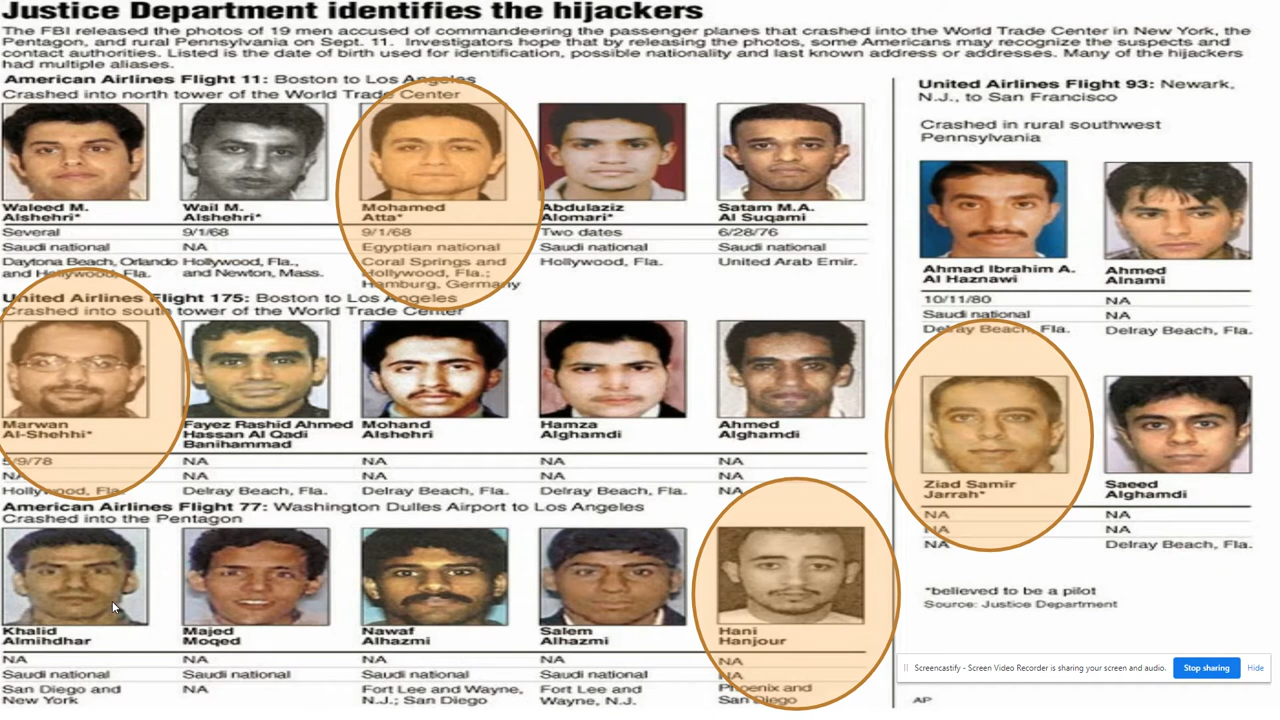 Justice Department identifies the hijackers
The FBI released the photos of 19 men accused of commandeering the passenger planes that crashed into the World Trade Center in New York, the
Pentagon, and rural Pennsylvania on Sept. 11. Investigators hope that by releasing the photos, some Americans may recognize the suspects and
contact authorities. Listed is the date of birth used for identification, possible nationality and last known address or addresses. Many of the hijackers
had multiple aliases.
American Airlines Flight 11: Boston to Los Angeles
Crashed into north tower of the World Trade Center
Waleed M. Alshehri*
Several
Saudi national
Daytona Beach, Orlando
and Hollywood, Fla.
Wail M. Alshehri*
9/1/68
NA
Hollywood, Fla.,
and Newton, Mass.
Mohamed
Atta*
9/1/68
Egyptian national
Coral Springs and
Hollywood, Fla.;
Hamburg, Germany
Abdulaziz
Alomari*
Two dates
Saudi national
Hollywood, Fla.
Satam M.A.
Al Suqami
6/28/76
Saudi national
United Arab Emir.
United Airlines Flight 175: Boston to Los Angeles
Crashed into south tower of the World Trade Center
Marwan
Al-Shehhi*
5/9/78
NA
Hollywood, Fla.
Fayez Rashid Ahmed
Hassan Al Qadi
Banihammad
NA
NA
Delray Beach, Fla.
Mohand
Alshehri
NA
NA
Delray Beach, Fla.
Hamza
Alghamdi
NA
NA
Delray Beach, Fla.
Ahmed
Alghamdi
NA
NA
NA
American Airlines Flight 77: Washington Dulles Airport to Los Angeles
Crashed into the Pentagon
Khalid
Almihdhar
NA
Saudi national
San Diego and
New York
Majed
Moqed
NA
Saudi national
NA
Nawaf
Alhazmi
NA
Saudi national
Fort Lee and Wayne,
N.J.; San Diego
Salem
Alhazmi
NA
Saudi national
Fort Lee and
Wayne, N.J.
Hani
Hanjour
NA
NA
Phoenix and
San Diego
United Airlines Flight 93: Newark,
N.J., to San Francisco
Crashed in rural southwest
Pennsylvania
Ahmad Ibrahim A.
Al Haznawi
10/11/80
Saudi national
Delray Beach, Fla.
Ahmed
Alnami
NA
NA
Delray Beach, Fla.
Ziad Samir
Jarrah*
NA
NA
NA
Saeed
Alghamdi
NA
NA
Delray Beach, Fla.
*believed to be a pilot
Source: Justice Department
Screencastify - Screen Video Recorder is sharing your screen and audio.
Stop sharing
Hide
AP